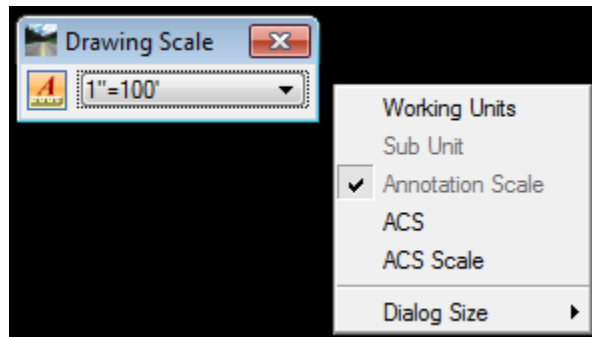 Drawing Scale
A
1"=100'
Working Units
Sub Unit
Annotation Scale
ACS
ACS Scale
Dialog Size